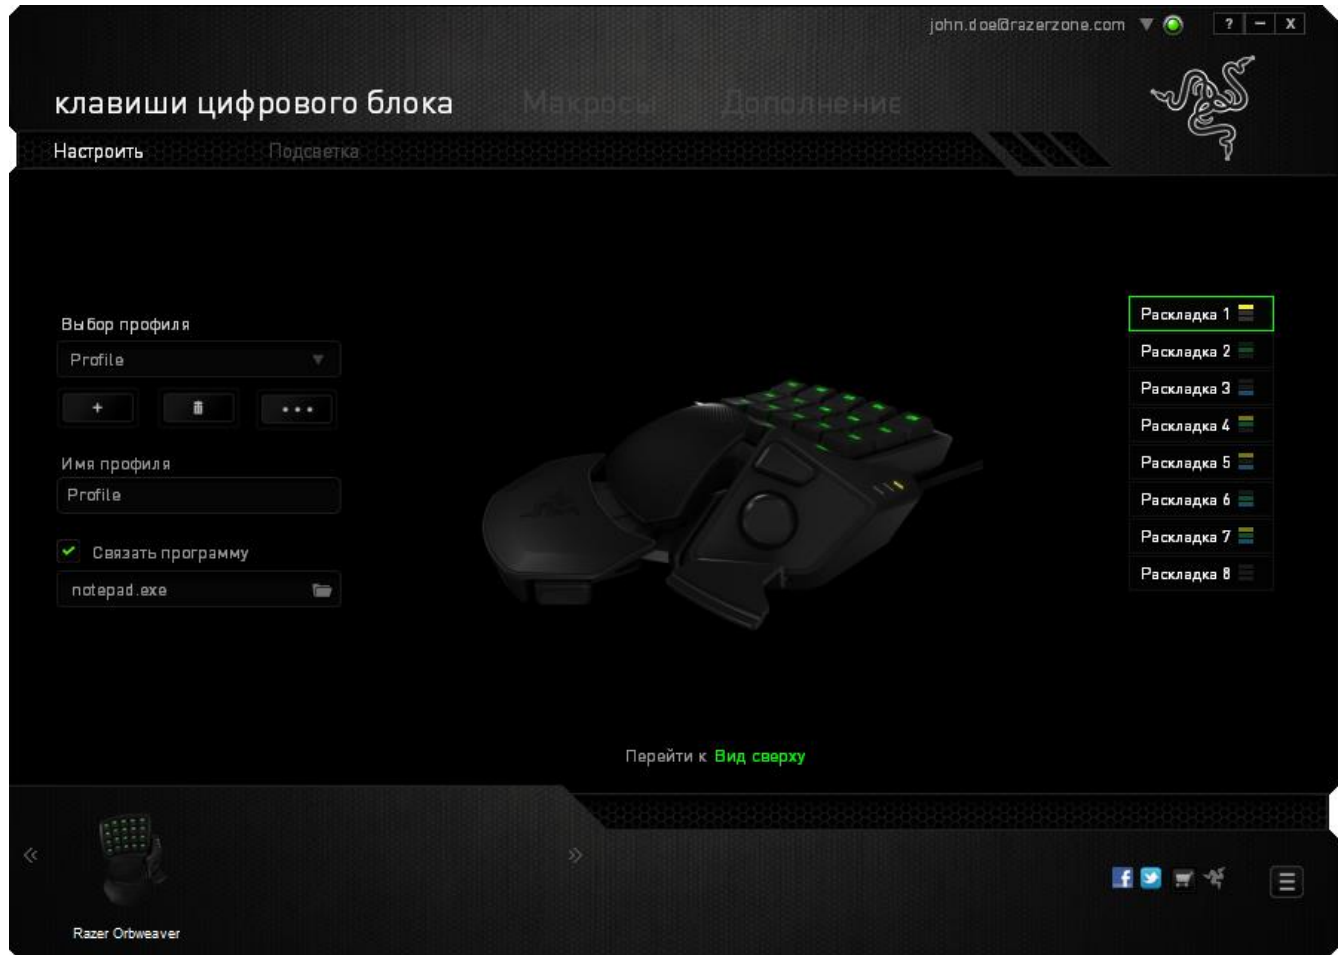 john.doe@razerzone.com
? – X
клавиши цифрового блока Макросы Дополнение
Настроить Подсветка
Выбор профиля
Profile
+
Имя профиля
Profile
Связать программу
notepad.exe
Раскладка 1
Раскладка 2
Раскладка 3
Раскладка 4
Раскладка 5
Раскладка 6
Раскладка 7
Раскладка 8
Перейти к Вид сверху
Razer Orbweaver